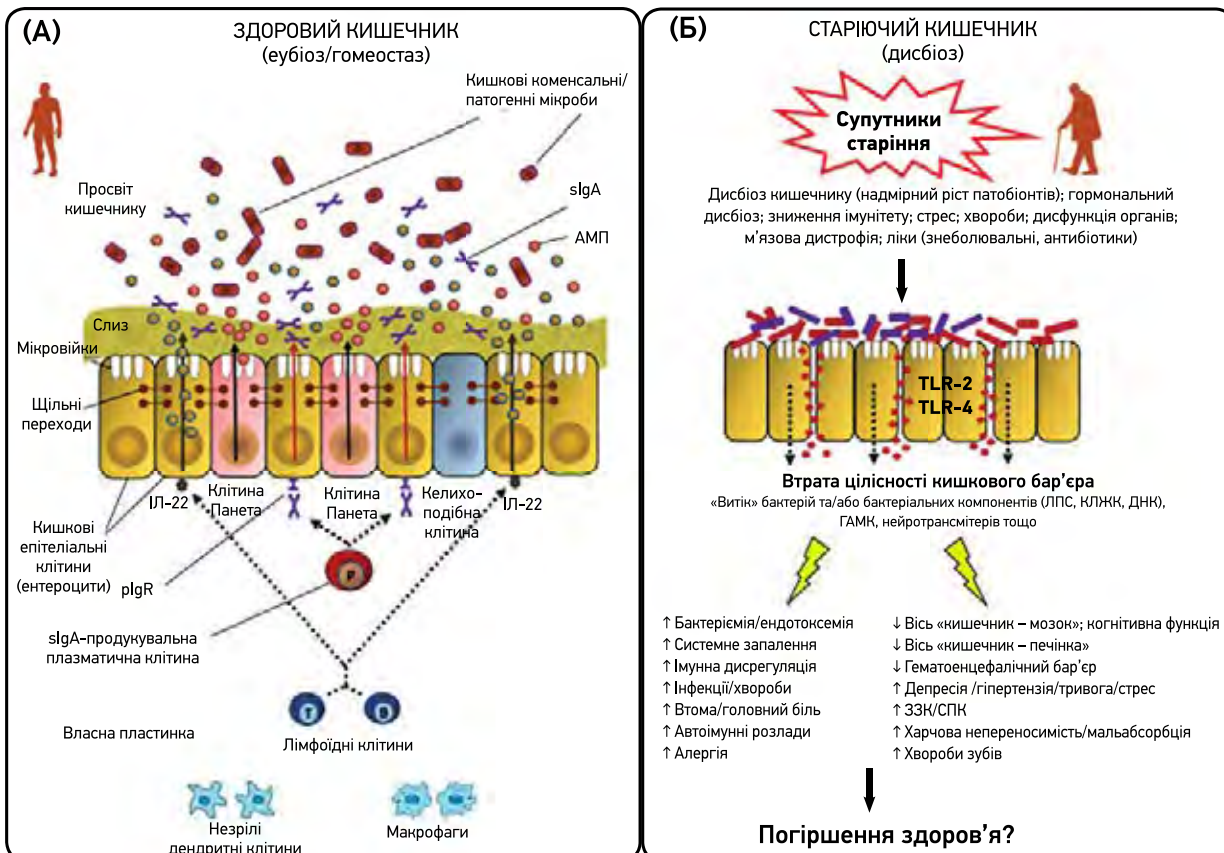 (А)
ЗДОРОВИЙ КИШЕЧНИК
(еубіоз/гомеостаз)
Кишкові коменсальні/
патогенні мікроби
Просвіт
кишечнику
sIgA
АМП
Слиз
Мікровійки
Щільні
переходи
ІЛ-22
Клітина
Панета
Клітина
Панета
Келихо-
подібна
клітина
ІЛ-22
Кишкові
епітеліальні
клітини
(ентероцити)
pIgR
P
sIgA-продукувальна
плазматична клітина
T
B
Власна пластинка
Лімфоїдні клітини
Незрілі
дендритні клітини
Макрофаги
(Б)
СТАРІЮЧИЙ КИШЕЧНИК
(дисбіоз)
Супутники
старіння
Дисбіоз кишечнику (надмірний ріст патобіонтів); гормональний
дисбіоз; зниження імунітету; стрес; хвороби; дисфункція органів;
м’язова дистрофія; ліки (знеболювальні, антибіотики)
TLR-2
TLR-4
Втрата цілісності кишкового бар’єра
«Витік» бактерій та/або бактеріальних компонентів (ЛПС, КЛЖК, ДНК),
ГАМК, нейротрансмітерів тощо
↑ Бактеріємія/ендотоксемія
↑ Системне запалення
↑ Імунна дисрегуляція
↑ Інфекції/хвороби
↑ Втома/головний біль
↑ Автоімунні розлади
↑ Алергія
↓ Вісь «кишечник – мозок»; когнітивна функція
↓ Вісь «кишечник – печінка»
↓ Гематоенцефалічний бар’єр
↑ Депресія /гіпертензія/тривога/стрес
↑ ЗЗК/СПК
↑ Харчова непереносимість/мальабсорбція
↑ Хвороби зубів
Погіршення здоров’я?